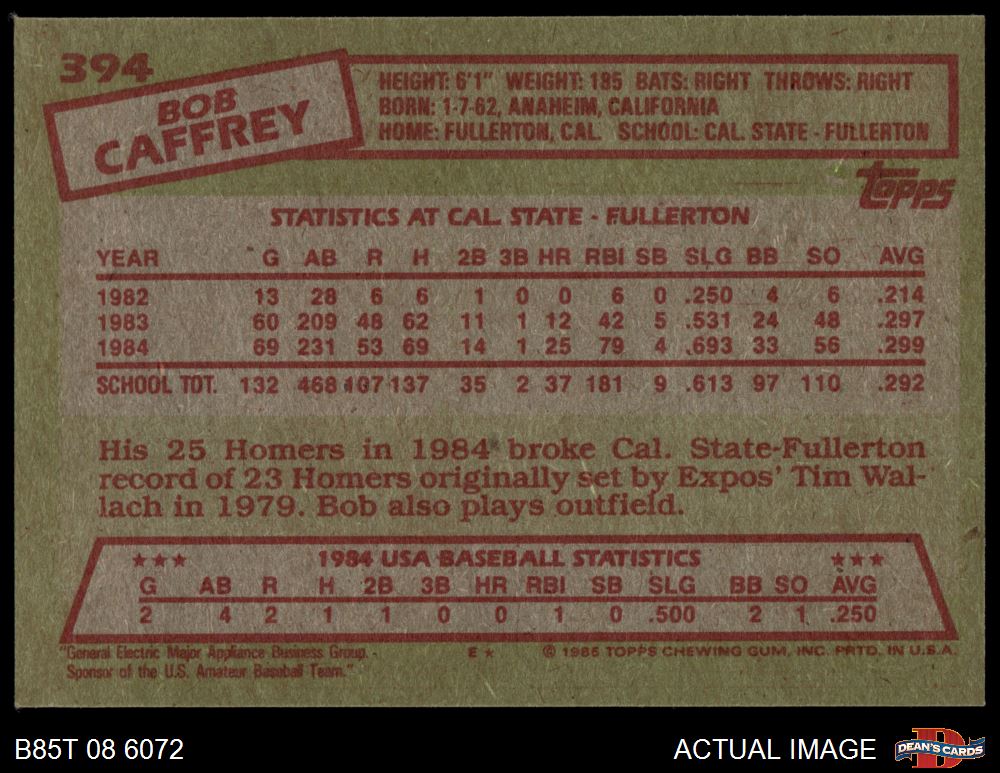 394
BOB
CAFFREY
HEIGHT: 6'1" WEIGHT: 185 BATS: RIGHT THROWS: RIGHT
BORN: 1-7-62, ANAHEIM, CALIFORNIA
HOME: FULLERTON, CAL. SCHOOL: CAL. STATE - FULLERTON
topps
STATISTICS AT CAL. STATE - FULLERTON
YEAR G AB R H 2B 3B HR RBI SB SLG BB SO AVG
1982 13 28 6 6 1 0 0 6 0 .250 4 6 .214
1983 60 209 48 62 11 1 12 42 5 .531 24 48 .297
1984 69 231 53 69 14 1 25 79 4 .693 33 56 .299
SCHOOL TOT. 132 468 107 137 35 2 37 181 9 .613 97 110 .292
His 25 Homers in 1984 broke Cal. State-Fullerton
record of 23 Homers originally set by Expos' Tim Wal-
lach in 1979. Bob also plays outfield.
★★★ 1984 USA BASEBALL STATISTICS ★★★
G AB R H 2B 3B HR RBI SB SLG BB SO AVG
2 4 2 1 1 0 0 1 0 .500 2 1 .250
"General Electric Major Appliance Business Group -
Sponsor of the U.S. Amateur Baseball Team."
E ★
© 1985 TOPPS CHEWING GUM, INC. PRTD. IN U.S.A.
B85T 08 6072
ACTUAL IMAGE
D
DEAN'S CARDS